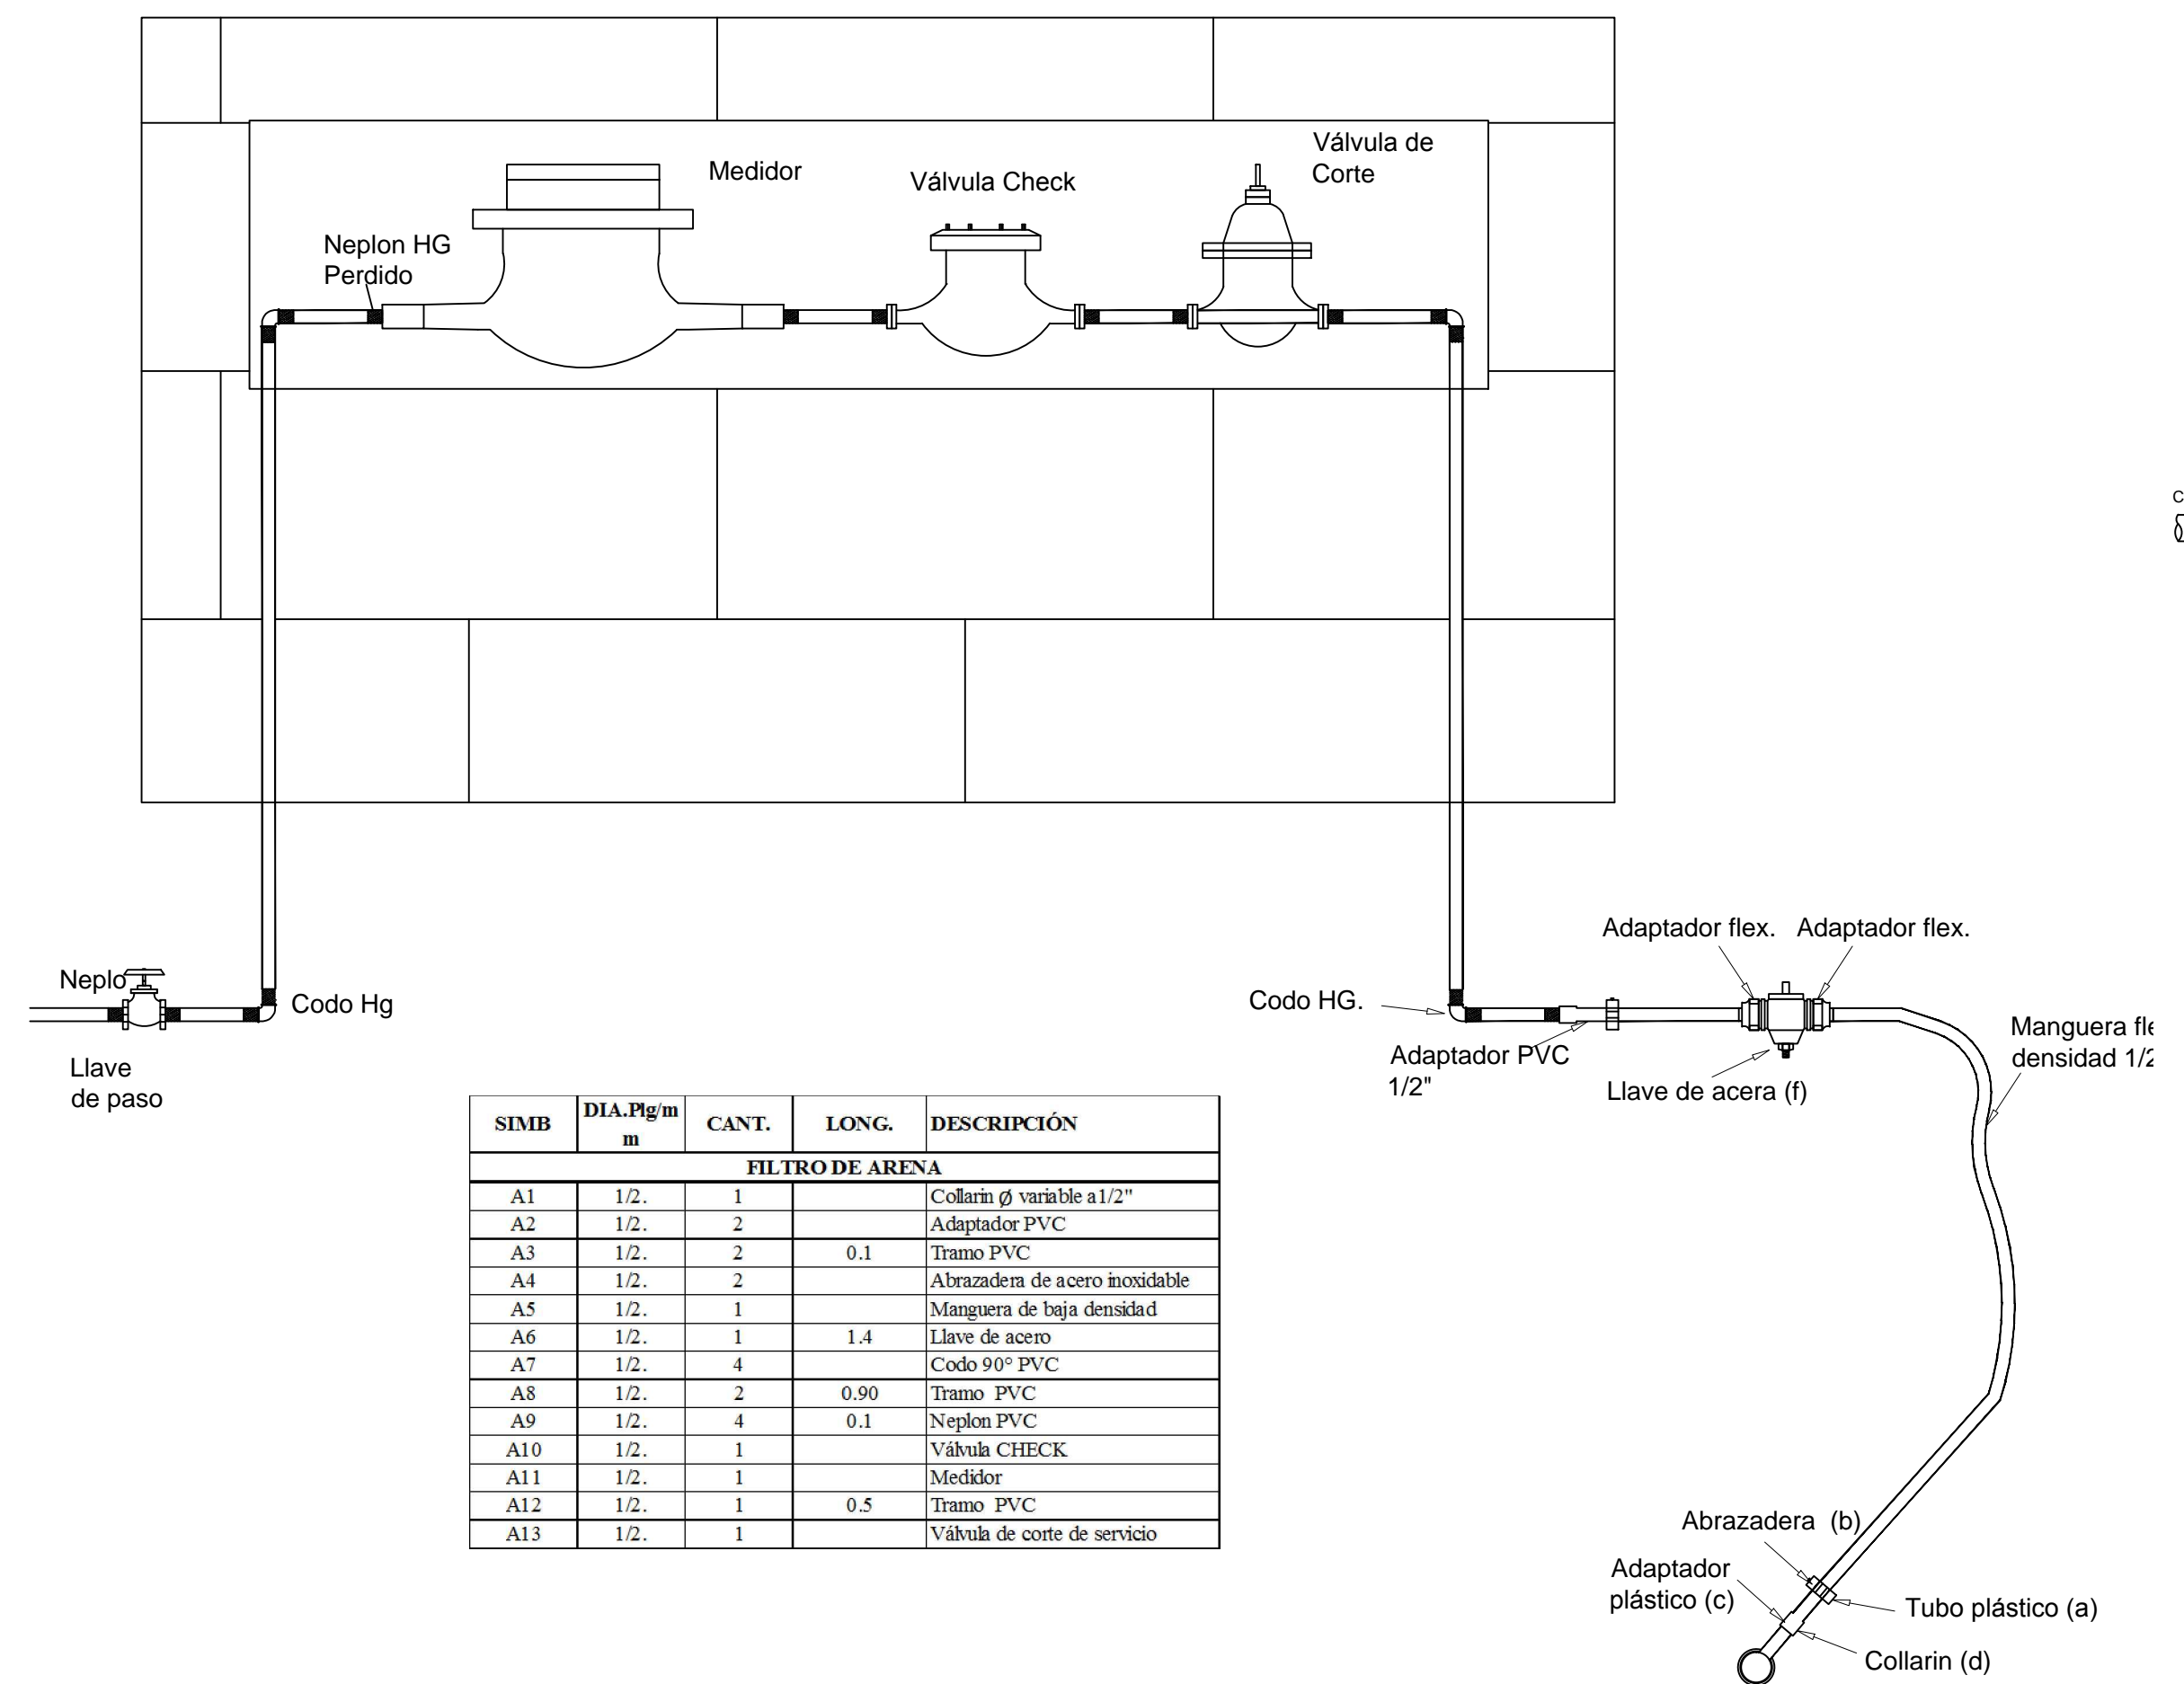 Válvula de
Corte
Medidor
Válvula Check
Neplon HG
Perdido
Adaptador flex. Adaptador flex.
Neplo
Codo Hg
Codo HG.
Manguera fle
densidad 1/2
Adaptador PVC
1/2"
Llave
de paso
Llave de acera (f)
SIMB DIA.Plg/m m CANT. LONG. DESCRIPCIÓN
FILTRO DE ARENA
A1 1/2. 1 Collarin Ø variable a1/2"
A2 1/2. 2 Adaptador PVC
A3 1/2. 2 0.1 Tramo PVC
A4 1/2. 2 Abrazadera de acero inoxidable
A5 1/2. 1 Manguera de baja densidad
A6 1/2. 1 1.4 Llave de acero
A7 1/2. 4 Codo 90° PVC
A8 1/2. 2 0.90 Tramo PVC
A9 1/2. 4 0.1 Neplon PVC
A10 1/2. 1 Válvula CHECK
A11 1/2. 1 Medidor
A12 1/2. 1 0.5 Tramo PVC
A13 1/2. 1 Válvula de corte de servicio
Abrazadera (b)
Adaptador
plástico (c)
Tubo plástico (a)
Collarin (d)